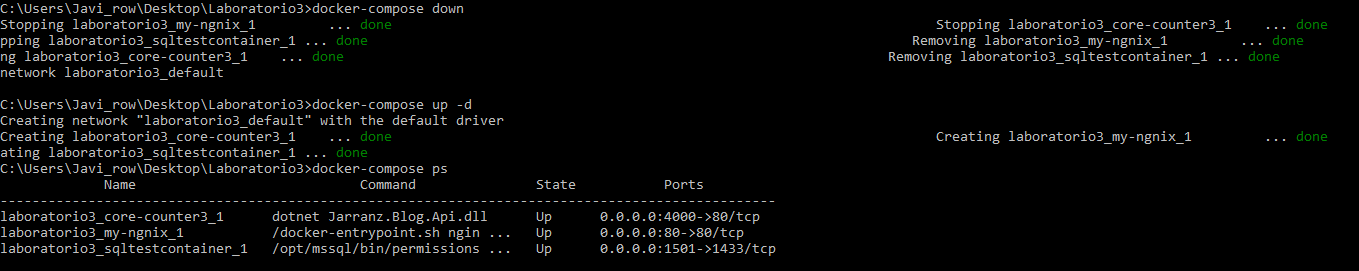 C:\Users\Javi_row\Desktop\Laboratorio3>docker-compose down
Stopping laboratorio3_my-ngnix_1         ... done                                                                      Stopping laboratorio3_core-counter3_1    ... done
pping laboratorio3_sqltestcontainer_1 ... done                                                                      Removing laboratorio3_my-ngnix_1         ... done
ng laboratorio3_core-counter3_1    ... done                                                                    Removing laboratorio3_sqltestcontainer_1 ... done
network laboratorio3_default
C:\Users\Javi_row\Desktop\Laboratorio3>docker-compose up -d
Creating network "laboratorio3_default" with the default driver
Creating laboratorio3_core-counter3_1    ... done                                                                      Creating laboratorio3_my-ngnix_1         ... done
ating laboratorio3_sqltestcontainer_1 ... done
C:\Users\Javi_row\Desktop\Laboratorio3>docker-compose ps
             Name                            Command               State           Ports
-------------------------------------------------------------------------------------------------
laboratorio3_core-counter3_1      dotnet Jarranz.Blog.Api.dll      Up      0.0.0.0:4000->80/tcp
laboratorio3_my-ngnix_1           /docker-entrypoint.sh ngin ...   Up      0.0.0.0:80->80/tcp
laboratorio3_sqltestcontainer_1   /opt/mssql/bin/permissions ...   Up      0.0.0.0:1501->1433/tcp